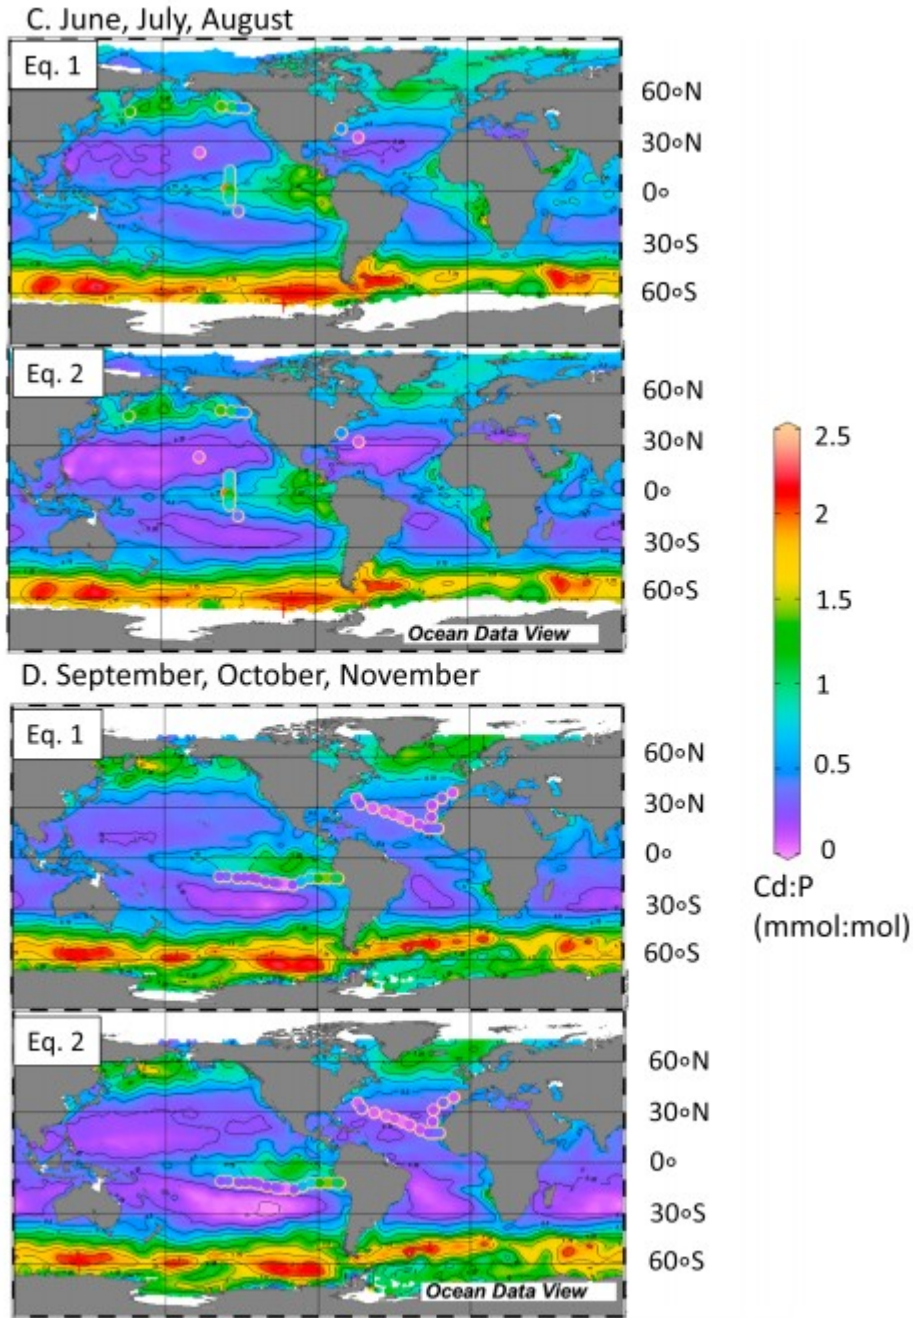 C. June, July, August
Eq. 1
60∘N
30∘N
0∘
30∘S
60∘S
Eq. 2
60∘N
30∘N
0∘
30∘S
60∘S
Ocean Data View
2.5
2
1.5
1
0.5
0
Cd:P
(mmol:mol)
D. September, October, November
Eq. 1
60∘N
30∘N
0∘
30∘S
60∘S
Eq. 2
60∘N
30∘N
0∘
30∘S
60∘S
Ocean Data View